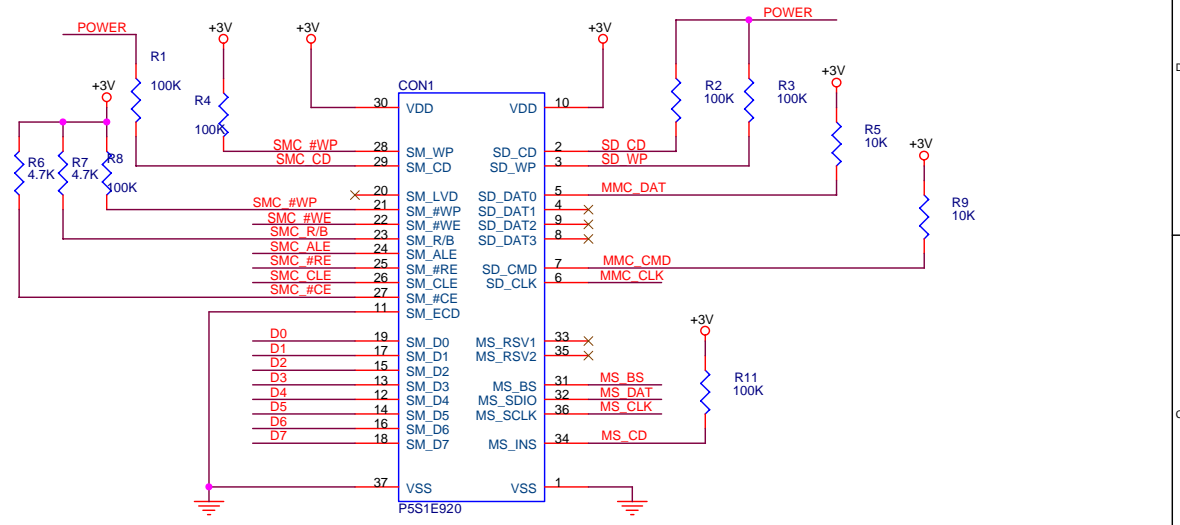 POWER
POWER
+3V
+3V
+3V
R1
100K
R4
100K
CON1
+3V
R2
100K
R3
100K
+3V
R5
10K
+3V
R6
4.7K
R7
4.7K
R8
100K
R9
10K
30 VDD
VDD 10
SMC_#WP 28 SM_WP
SD_CD 2 SD_CD
SMC_CD 29 SM_CD
SD_WP 3 SD_WP
20 SM_LVD
SD_DAT0 5 MMC_DAT
SMC_#WP 21 SM_#WP
SD_DAT1 4
SMC_#WE 22 SM_#WE
SD_DAT2 9
SMC_R/B 23 SM_R/B
SD_DAT3 8
SMC_ALE 24 SM_ALE
SMC_#RE 25 SM_#RE
SD_CMD 7 MMC_CMD
SMC_CLE 26 SM_CLE
SD_CLK 6 MMC_CLK
SMC_#CE 27 SM_#CE
11 SM_ECD
+3V
D0 19 SM_D0
MS_RSV1 33
D1 17 SM_D1
MS_RSV2 35
D2 15 SM_D2
D3 13 SM_D3
MS_BS 31 MS_BS
D4 12 SM_D4
MS_SDIO 32 MS_DAT
D5 14 SM_D5
MS_SCLK 36 MS_CLK
D6 16 SM_D6
D7 18 SM_D7
MS_INS 34 MS_CD
R11
100K
37 VSS
VSS 1
P5S1E920
D
C